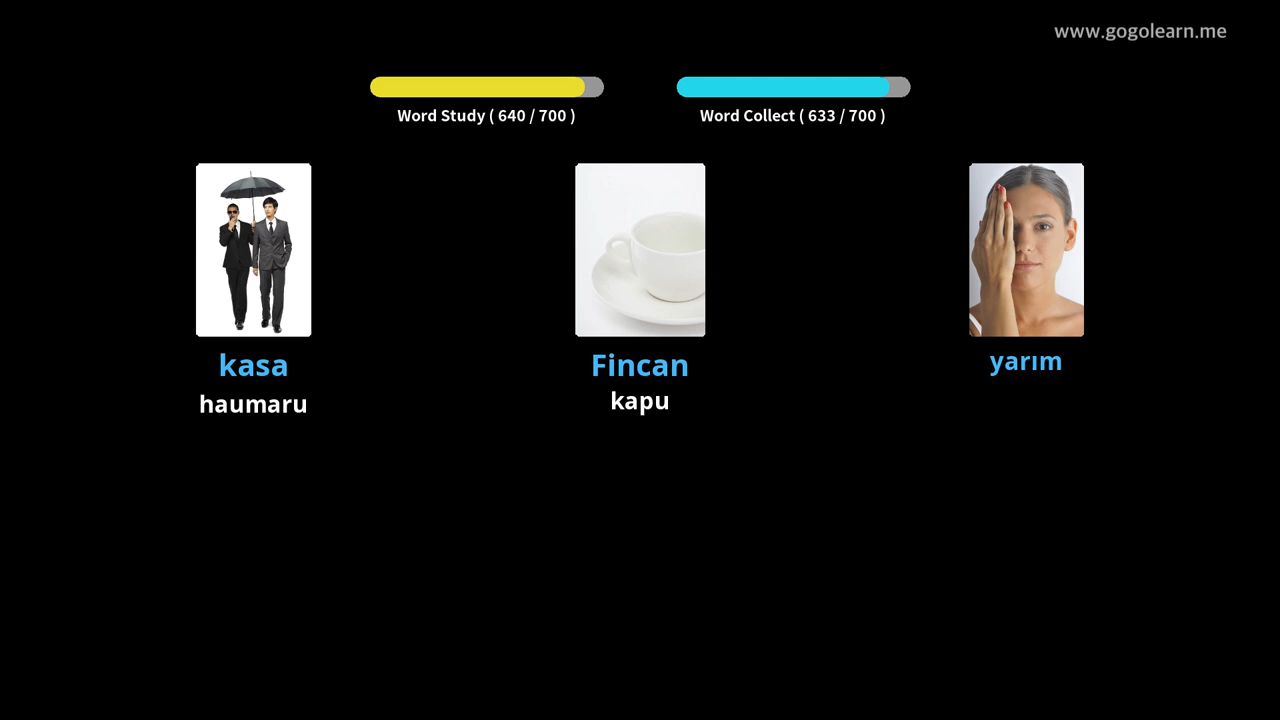 www.gogolearn.me
Word Study ( 640 / 700 )
Word Collect ( 633 / 700 )
kasa
haumaru
Fincan
kapu
yarım